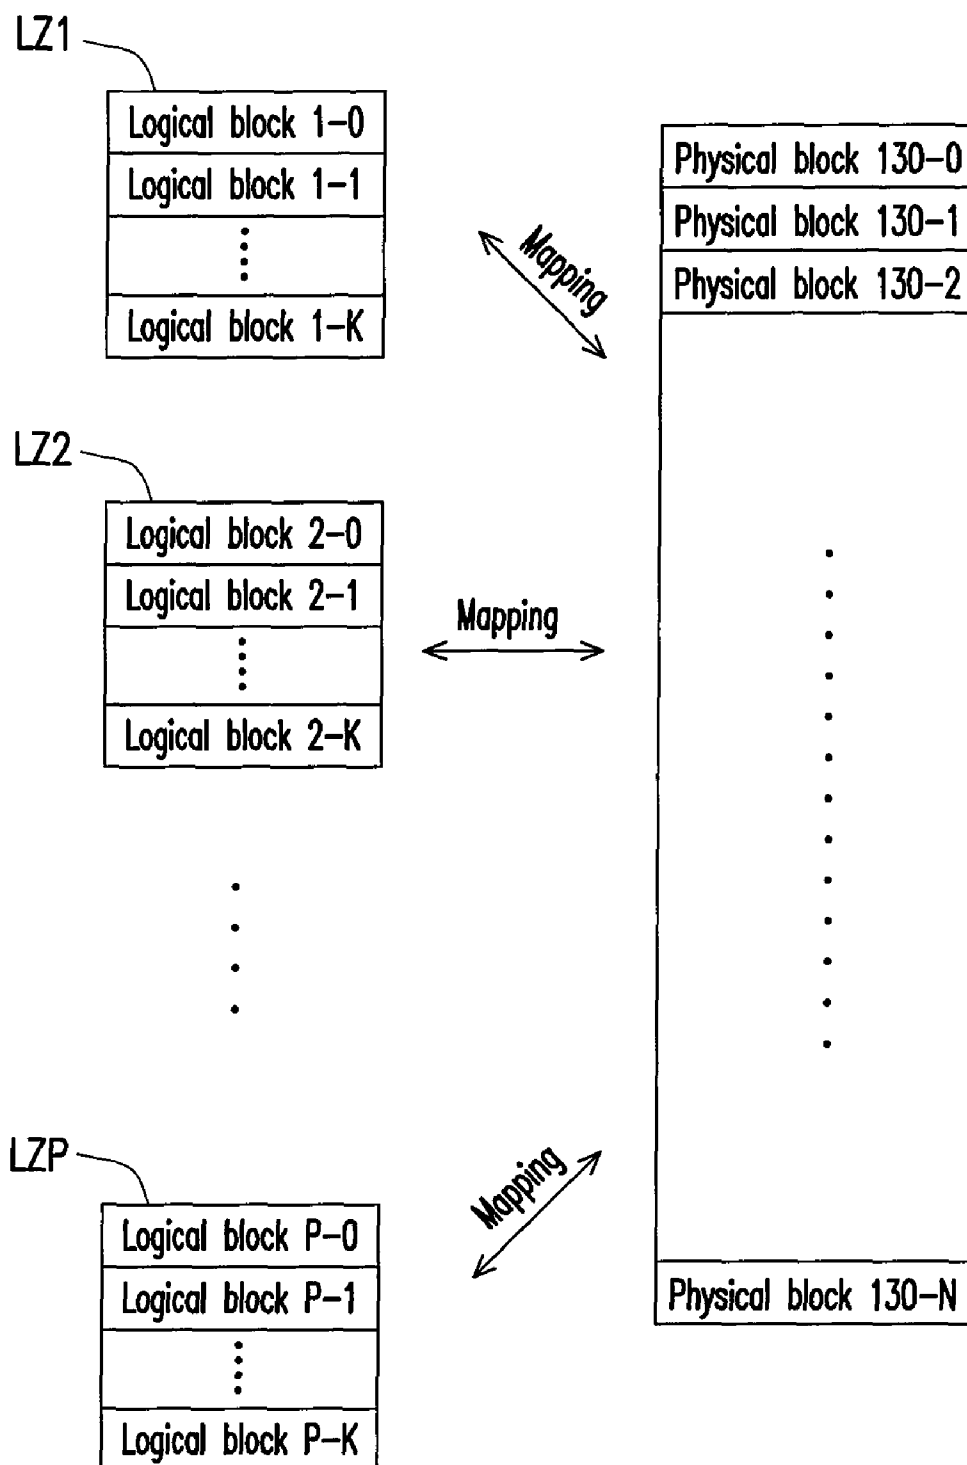 LZ1
Logical block 1-0
Logical block 1-1
Logical block 1-K
Mapping
Physical block 130-0
Physical block 130-1
Physical block 130-2
LZ2
Logical block 2-0
Logical block 2-1
Logical block 2-K
Mapping
LZP
Logical block P-0
Logical block P-1
Logical block P-K
Mapping
Physical block 130-N